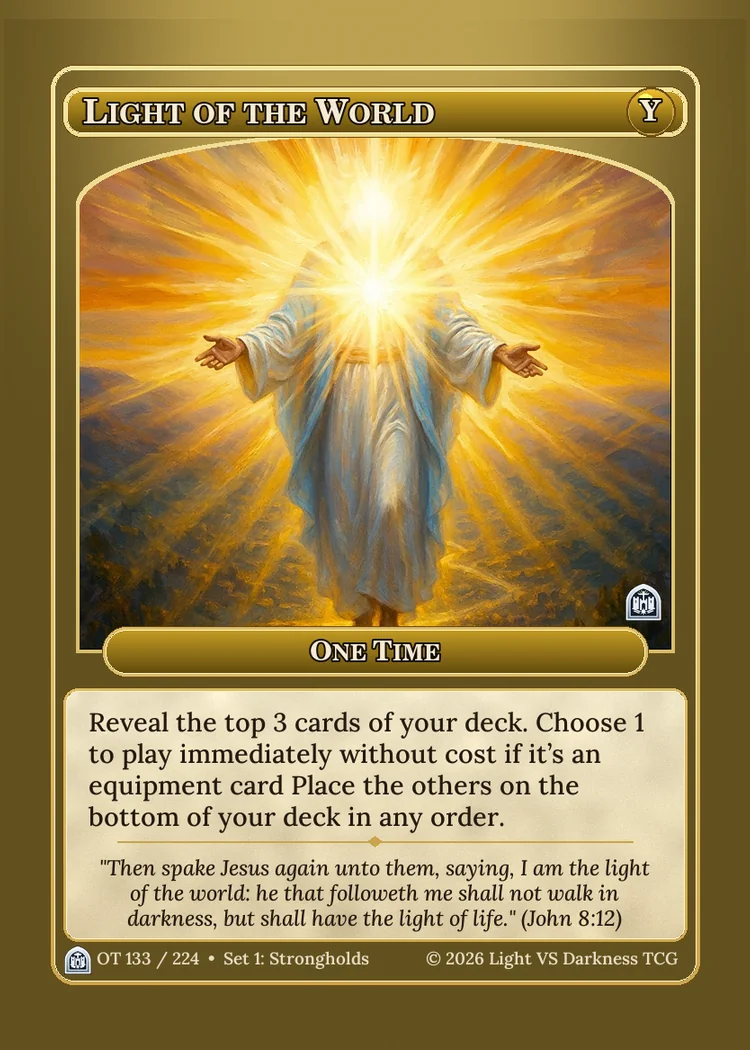 Light of the World
Y
One Time
Reveal the top 3 cards of your deck. Choose 1
to play immediately without cost if it’s an
equipment card Place the others on the
bottom of your deck in any order.
"Then spake Jesus again unto them, saying, I am the light
of the world: he that followeth me shall not walk in
darkness, but shall have the light of life." (John 8:12)
OT 133 / 224 • Set 1: Strongholds © 2026 Light VS Darkness TCG